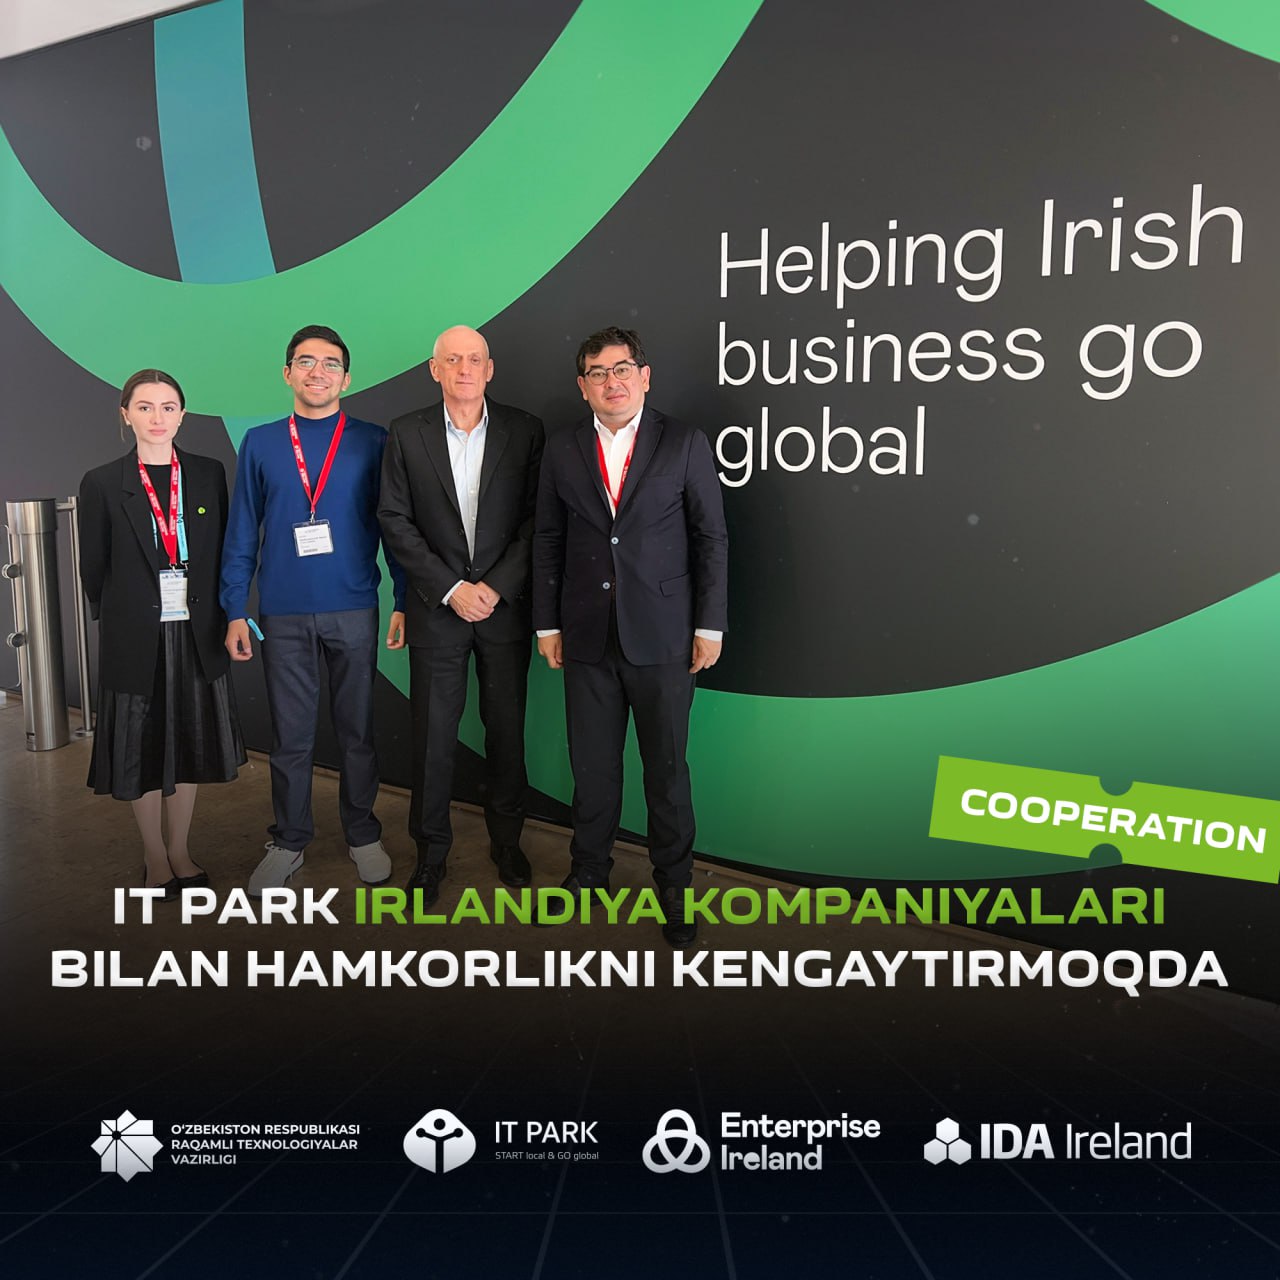 Helping Irish
business go
global
COOPERATION
IT PARK IRLANDIYA KOMPANIYALARI
BILAN HAMKORLIKNI KENGAYTIRMOQDA
O'ZBEKISTON RESPUBLIKASI
RAQAMLI TEXNOLOGIYALAR
VAZIRLIGI
IT PARK
START local & GO global
Enterprise
Ireland
IDA Ireland